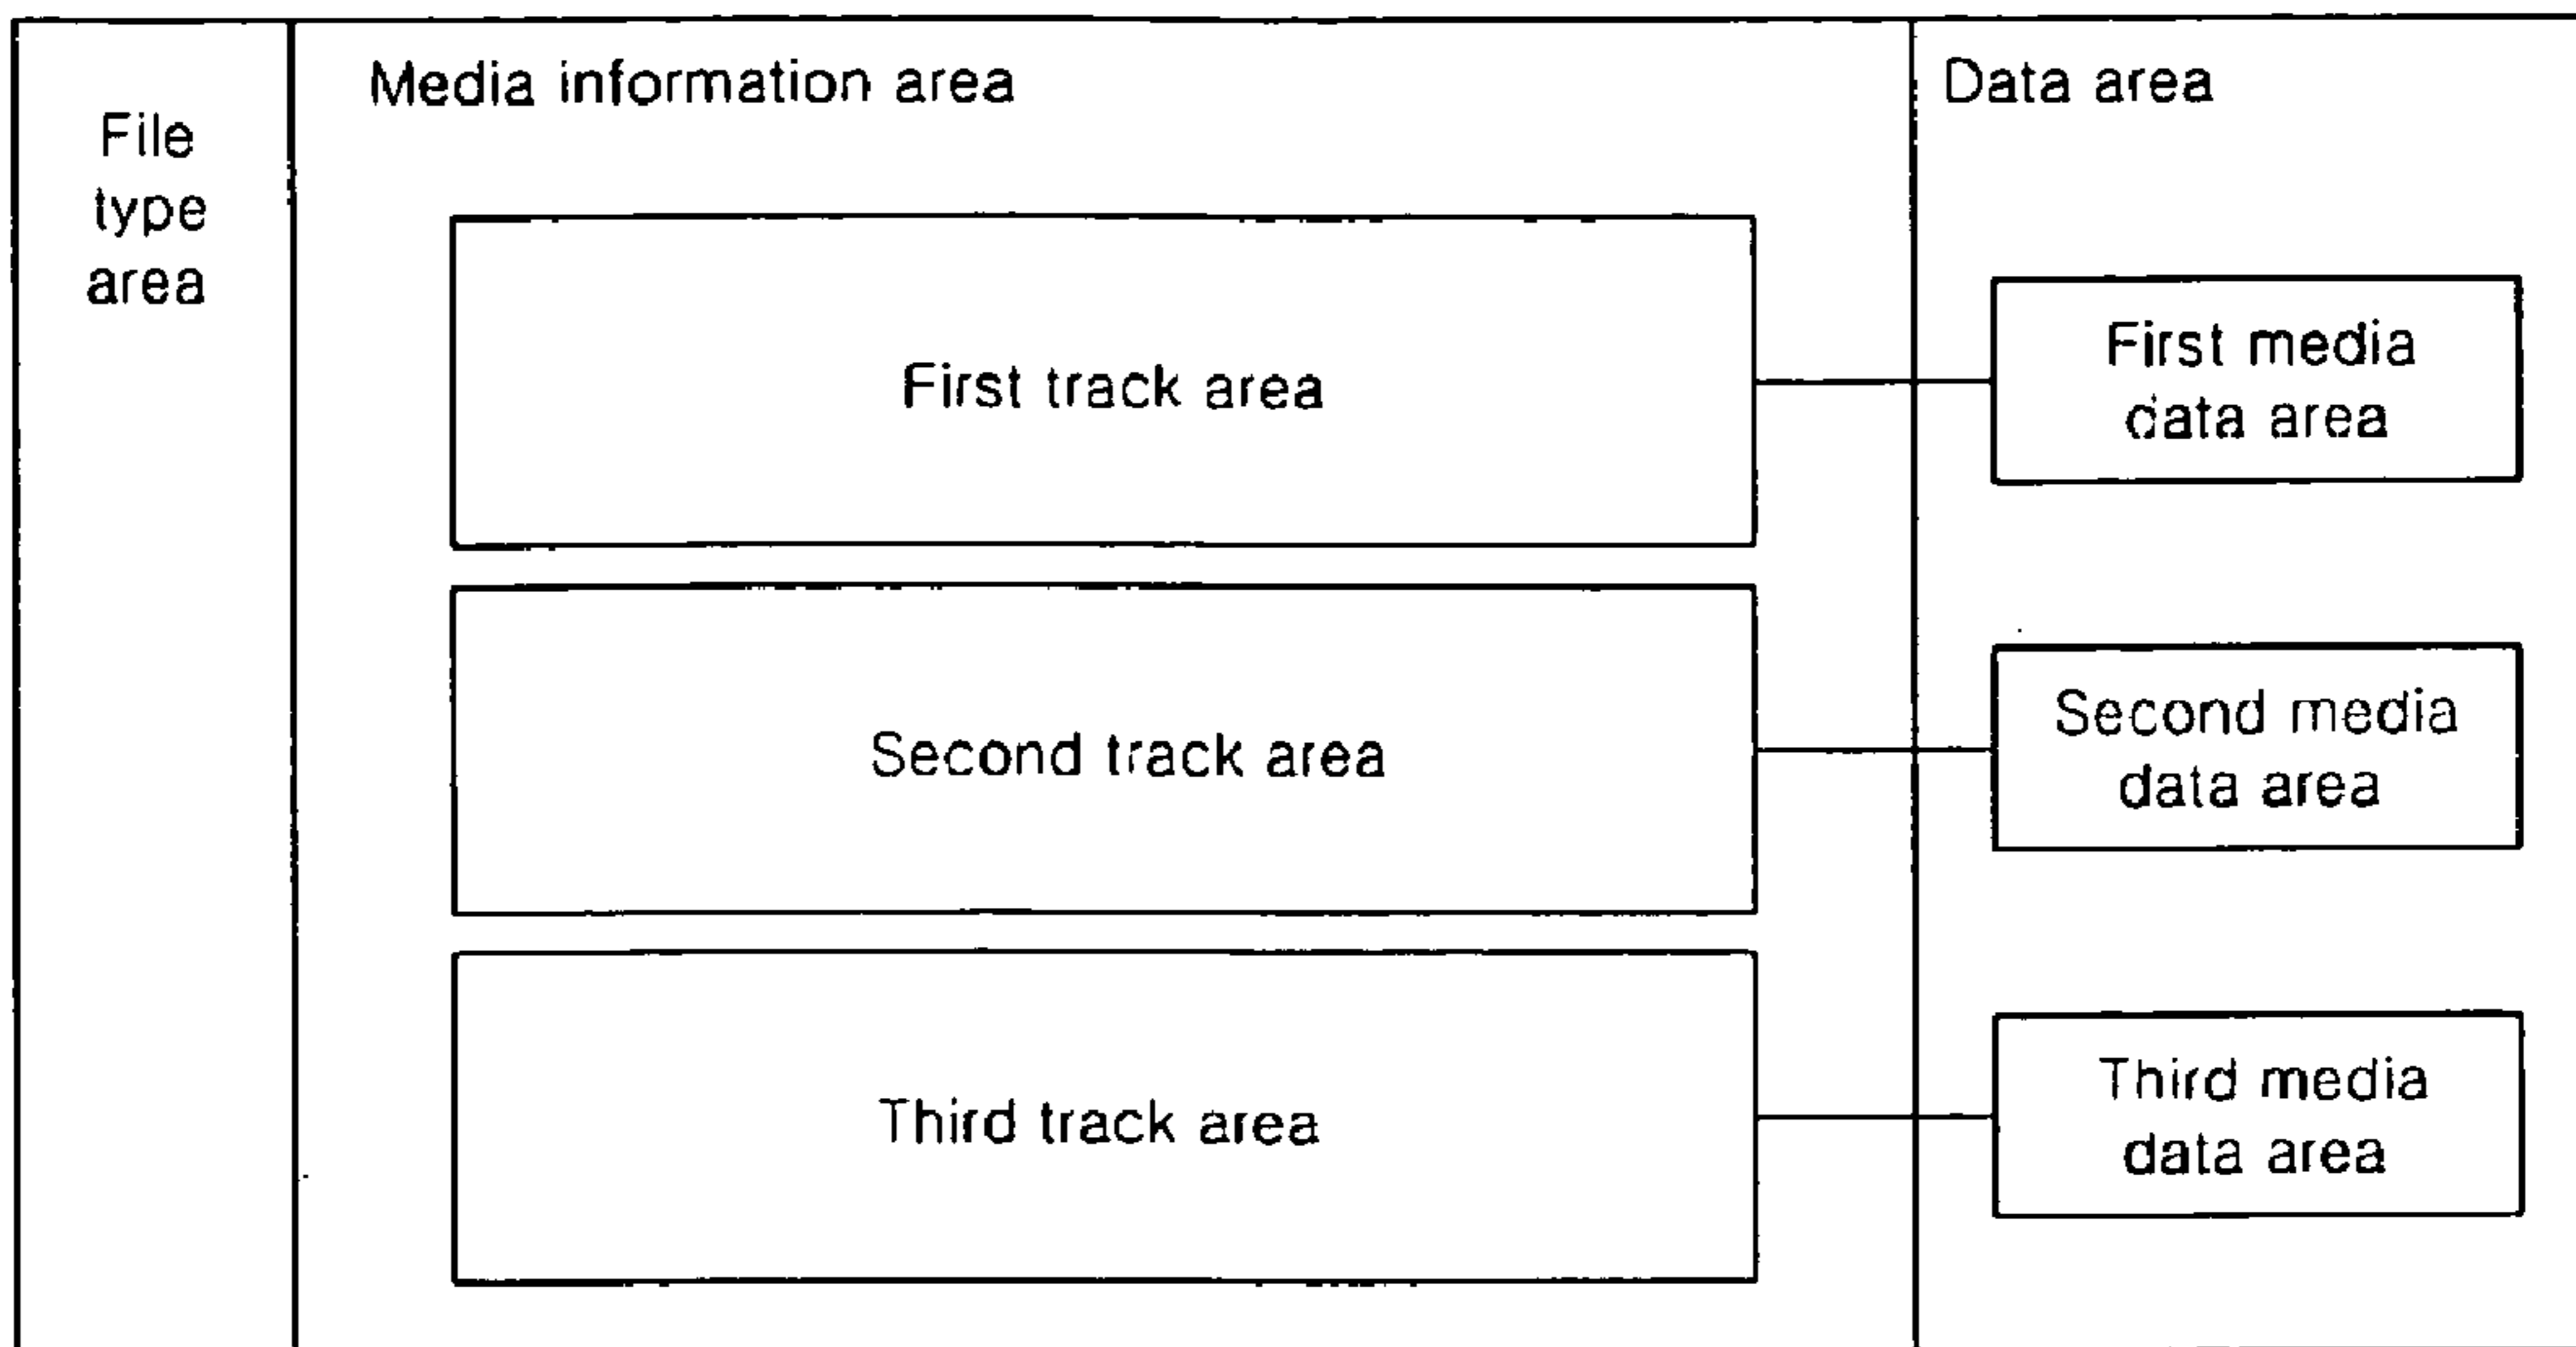 File
type
area
Media information area
First track area
Second track area
Third track area
Data area
First media
data area
Second media
data area
Third media
data area